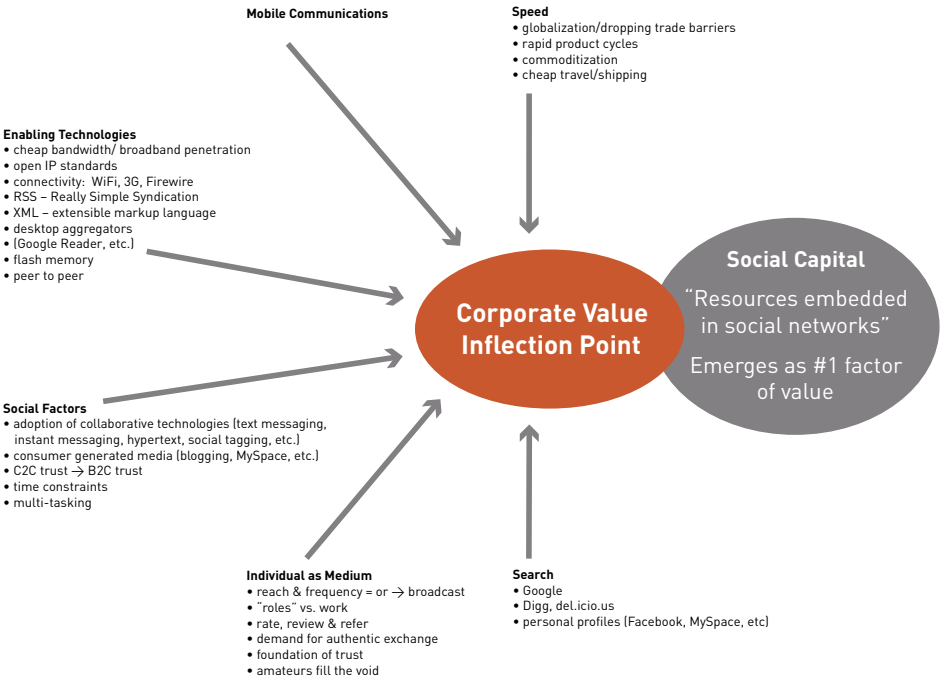 Mobile Communications
Speed
• globalization/dropping trade barriers
• rapid product cycles
• commoditization
• cheap travel/shipping
Enabling Technologies
• cheap bandwidth/ broadband penetration
• open IP standards
• connectivity:  WiFi, 3G, Firewire
• RSS – Really Simple Syndication
• XML – extensible markup language
• desktop aggregators
• (Google Reader, etc.)
• flash memory
• peer to peer
Corporate Value
Inflection Point
Social Capital
“Resources embedded
in social networks”
Emerges as #1 factor
of value
Social Factors
• adoption of collaborative technologies (text messaging,
instant messaging, hypertext, social tagging, etc.)
• consumer generated media (blogging, MySpace, etc.)
• C2C trust → B2C trust
• time constraints
• multi-tasking
Individual as Medium
• reach & frequency = or → broadcast
• “roles” vs. work
• rate, review & refer
• demand for authentic exchange
• foundation of trust
• amateurs fill the void
Search
• Google
• Digg, del.icio.us
• personal profiles (Facebook, MySpace, etc)